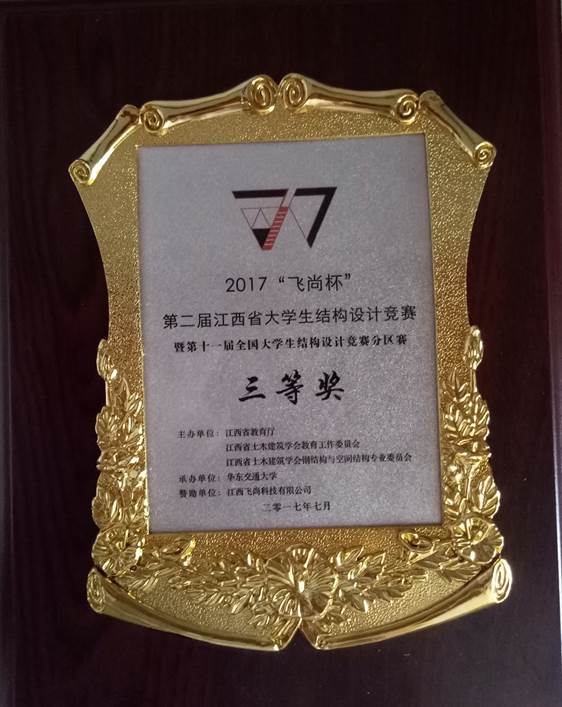 2017 “飞尚杯”
第二届江西省大学生结构设计竞赛
暨第十一届全国大学生结构设计竞赛分区赛
三等奖
主办单位：江西省教育厅
江西省土木建筑学会教育工作委员会
江西省土木建筑学会钢结构与空间结构专业委员会
承办单位：华东交通大学
赞助单位：江西飞尚科技有限公司
二零一七年七月